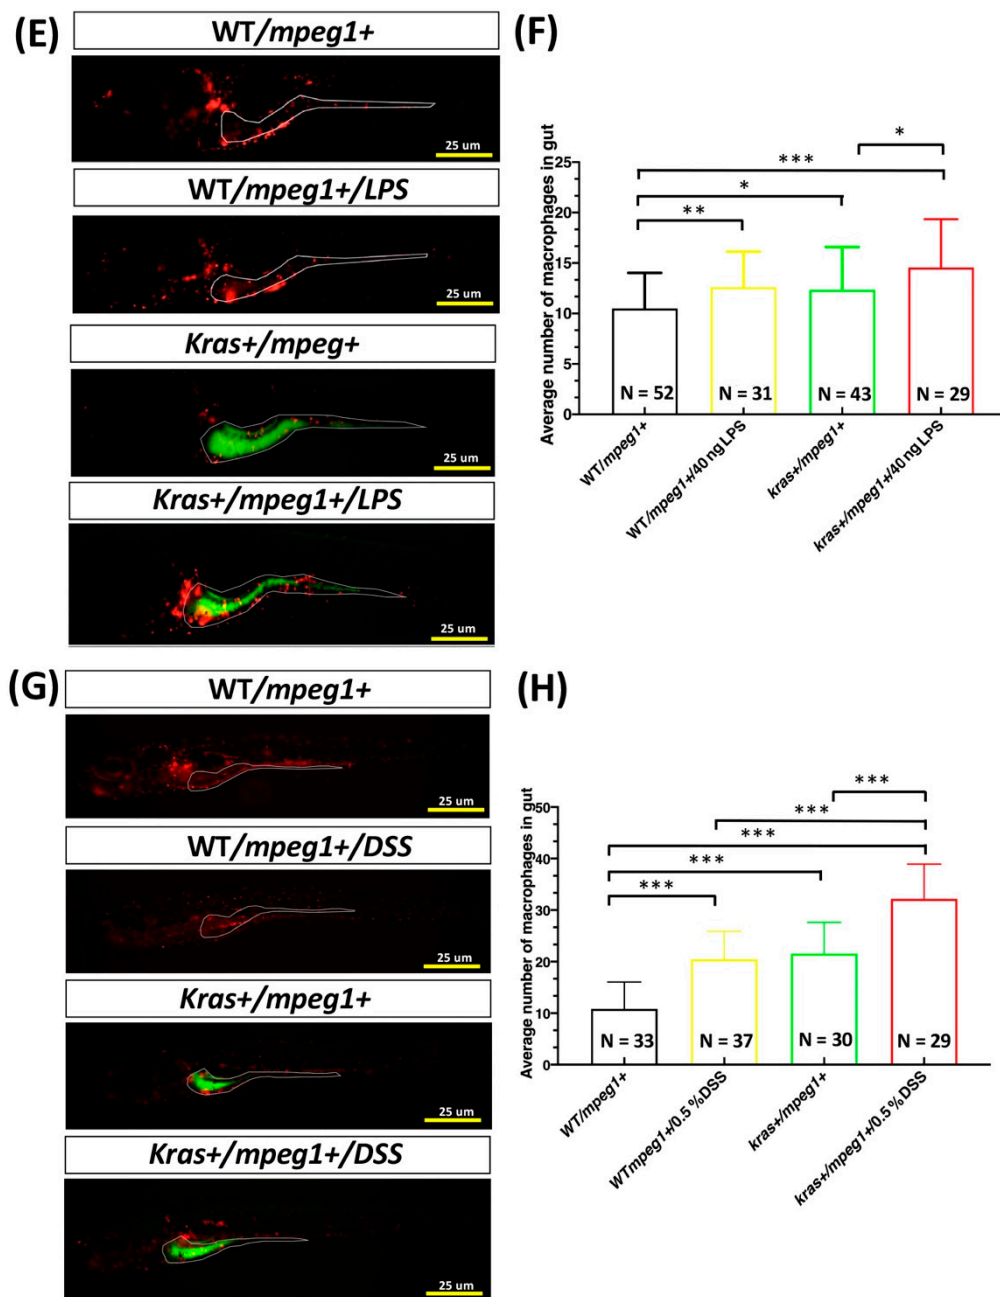 (E)
WT/mpeg1+
25 um
WT/mpeg1+/LPS
25 um
Kras+/mpeg+
25 um
Kras+/mpeg1+/LPS
25 um
(F)
Average number of macrophages in gut
25
20
15
10
5
0
***
*
*
**
N = 52
N = 31
N = 43
N = 29
WT/mpeg1+
WT/mpeg1+/40 ng LPS
kras+/mpeg1+
kras+/mpeg1+/40 ng LPS
(G)
WT/mpeg1+
25 um
WT/mpeg1+/DSS
25 um
Kras+/mpeg1+
25 um
Kras+/mpeg1+/DSS
25 um
(H)
Average number of macrophages in gut
50
40
30
20
10
0
***
***
***
***
***
N = 33
N = 37
N = 30
N = 29
WT/mpeg1+
WTmpeg1+/0.5 %DSS
kras+/mpeg1+
kras+/mpeg1+/0.5 %DSS